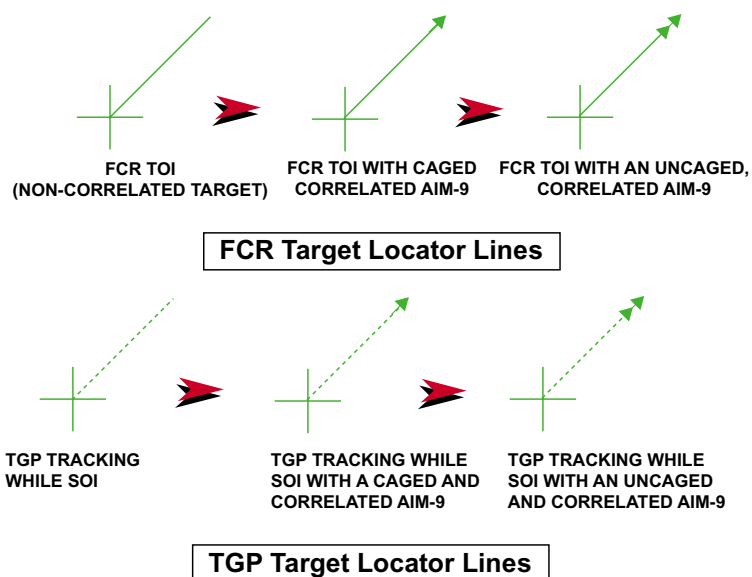 FCR TOI
(NON-CORRELATED TARGET)
FCR TOI WITH CAGED
CORRELATED AIM-9
FCR TOI WITH AN UNCAGED,
CORRELATED AIM-9
FCR Target Locator Lines
TGP TRACKING
WHILE SOI
TGP TRACKING WHILE
SOI WITH A CAGED AND
CORRELATED AIM-9
TGP TRACKING WHILE
SOI WITH AN UNCAGED
AND CORRELATED AIM-9
TGP Target Locator Lines